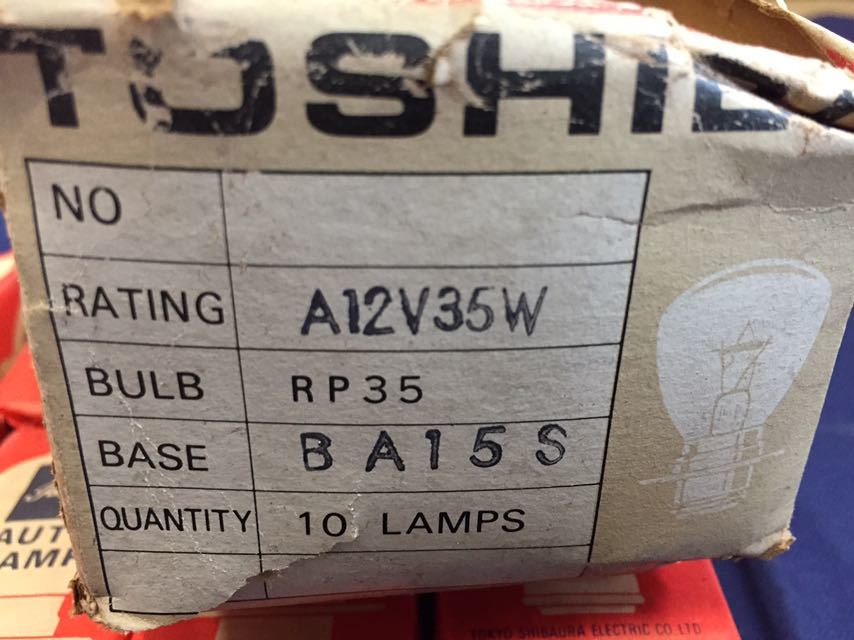 TOSHI
NO
RATING A12V35W
BULB RP35
BASE BA15S
QUANTITY 10 LAMPS
AUT
AMP
TOKYO SHIBAURA ELECTRIC CO. LTD